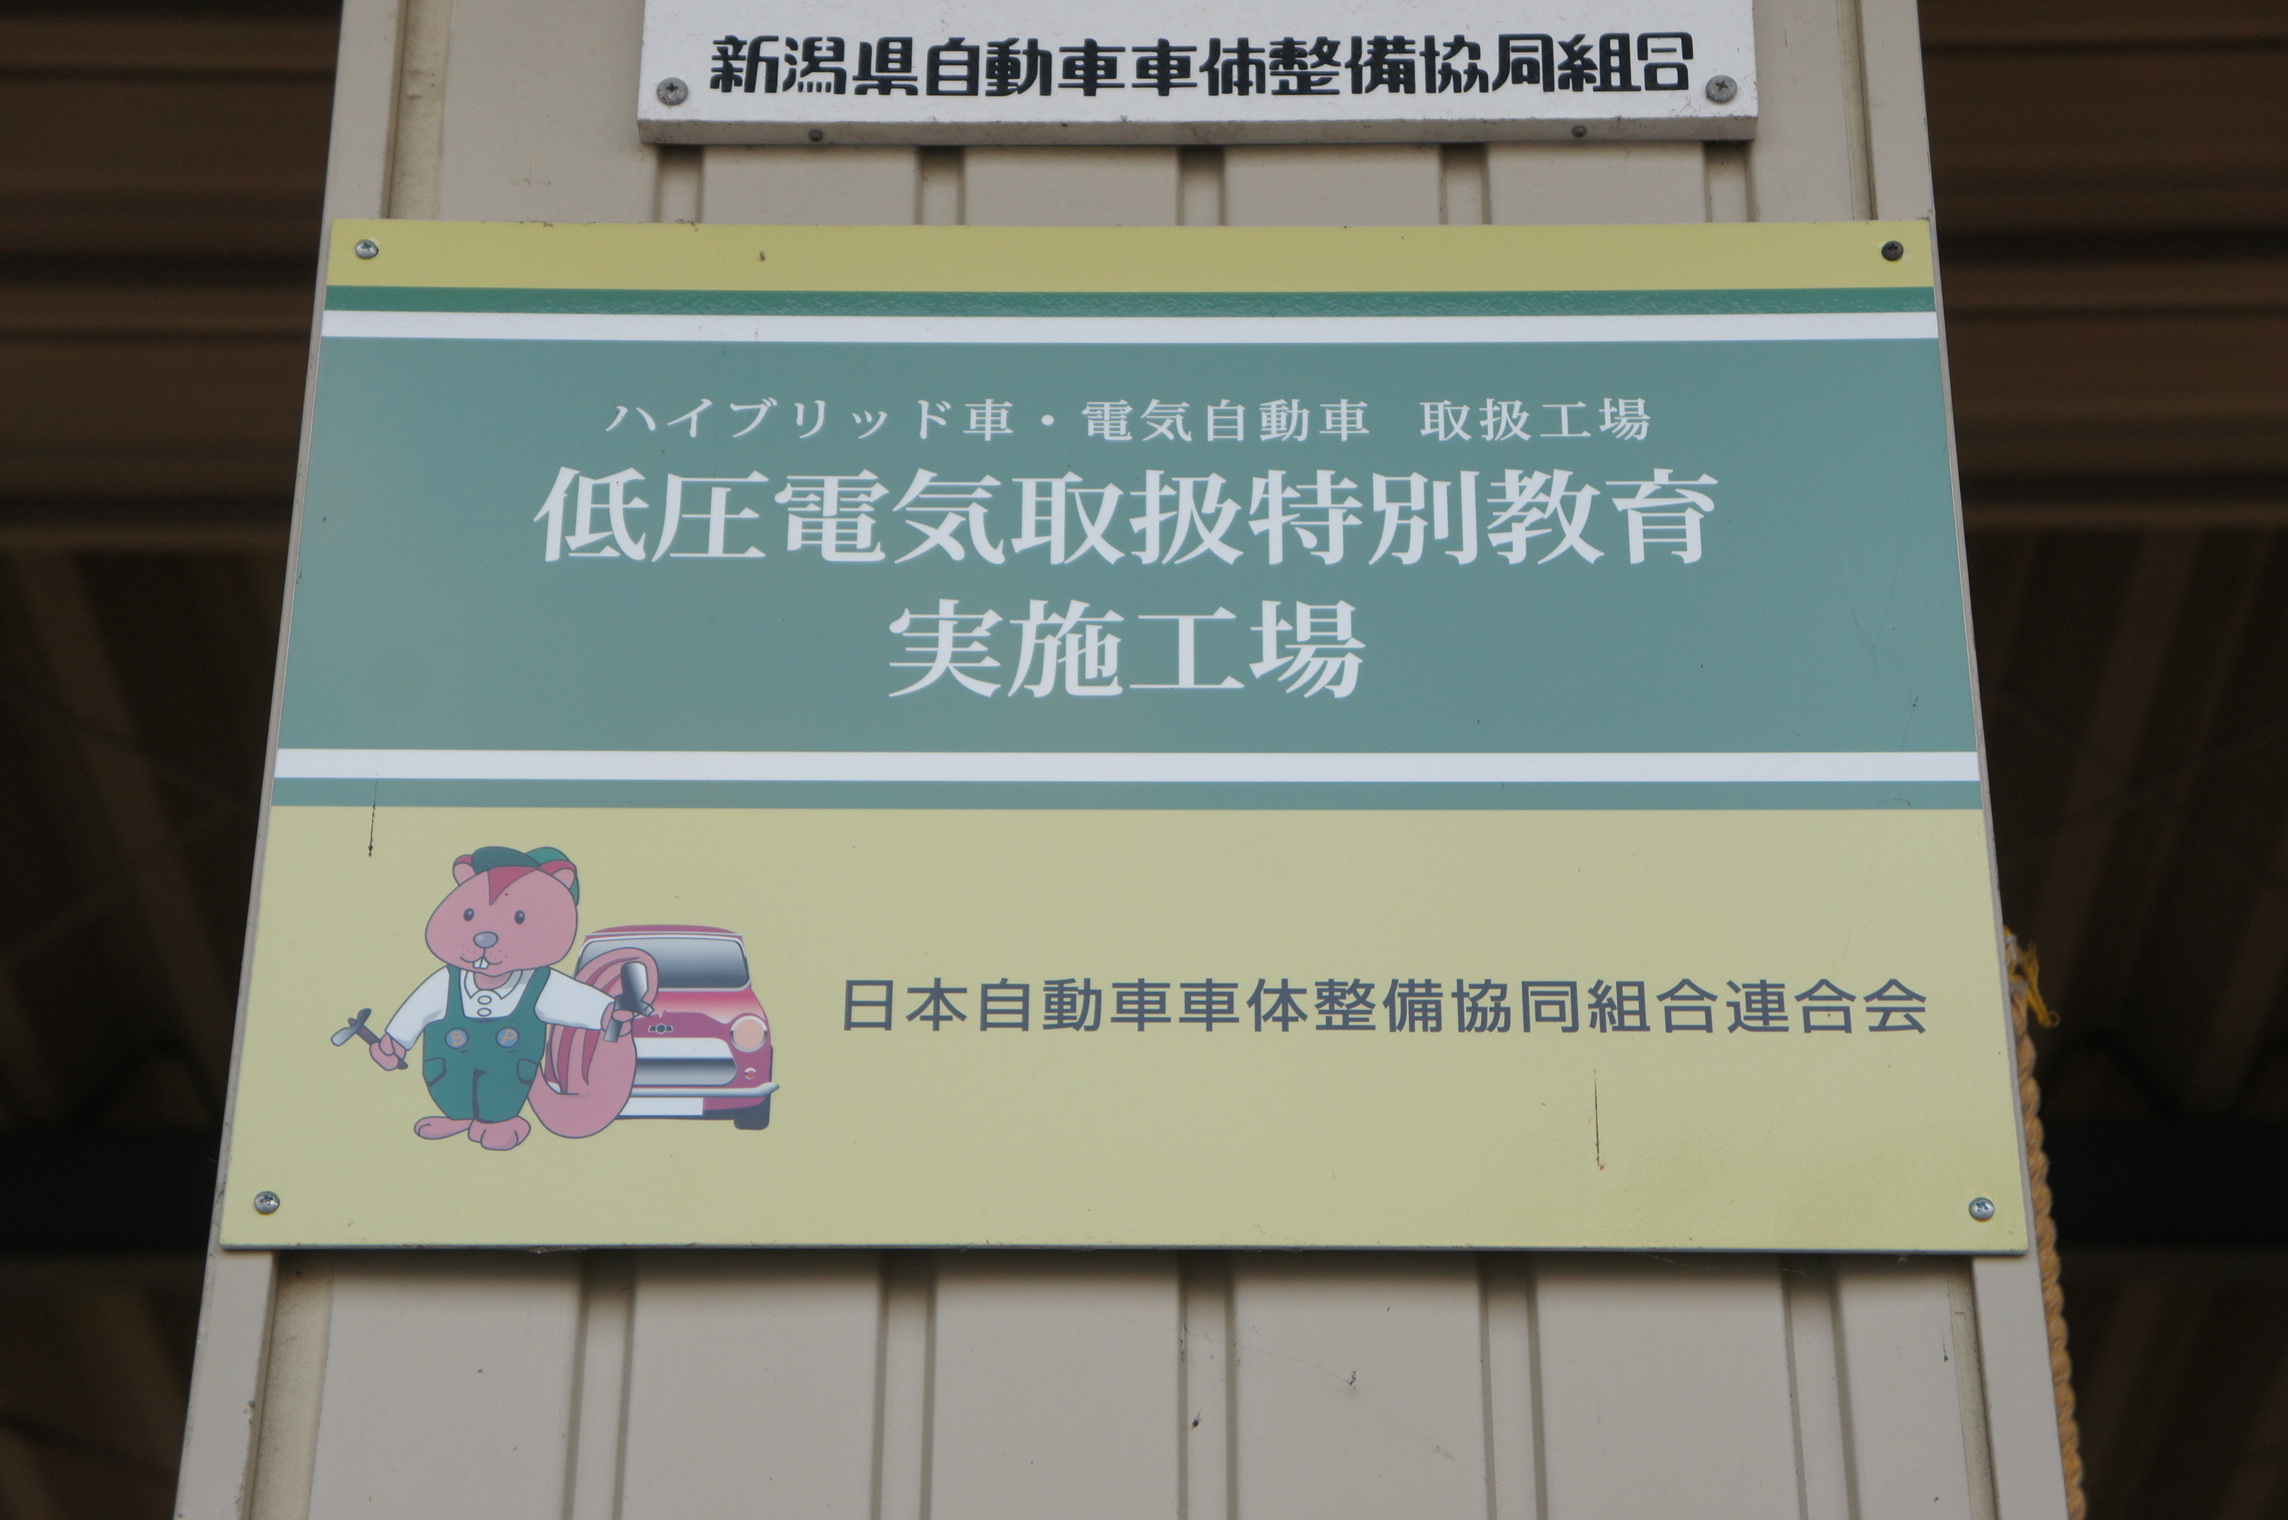 新潟県自動車車体整備協同組合
ハイブリッド車・電気自動車 取扱工場
低圧電気取扱特別教育
実施工場
B P
日本自動車車体整備協同組合連合会